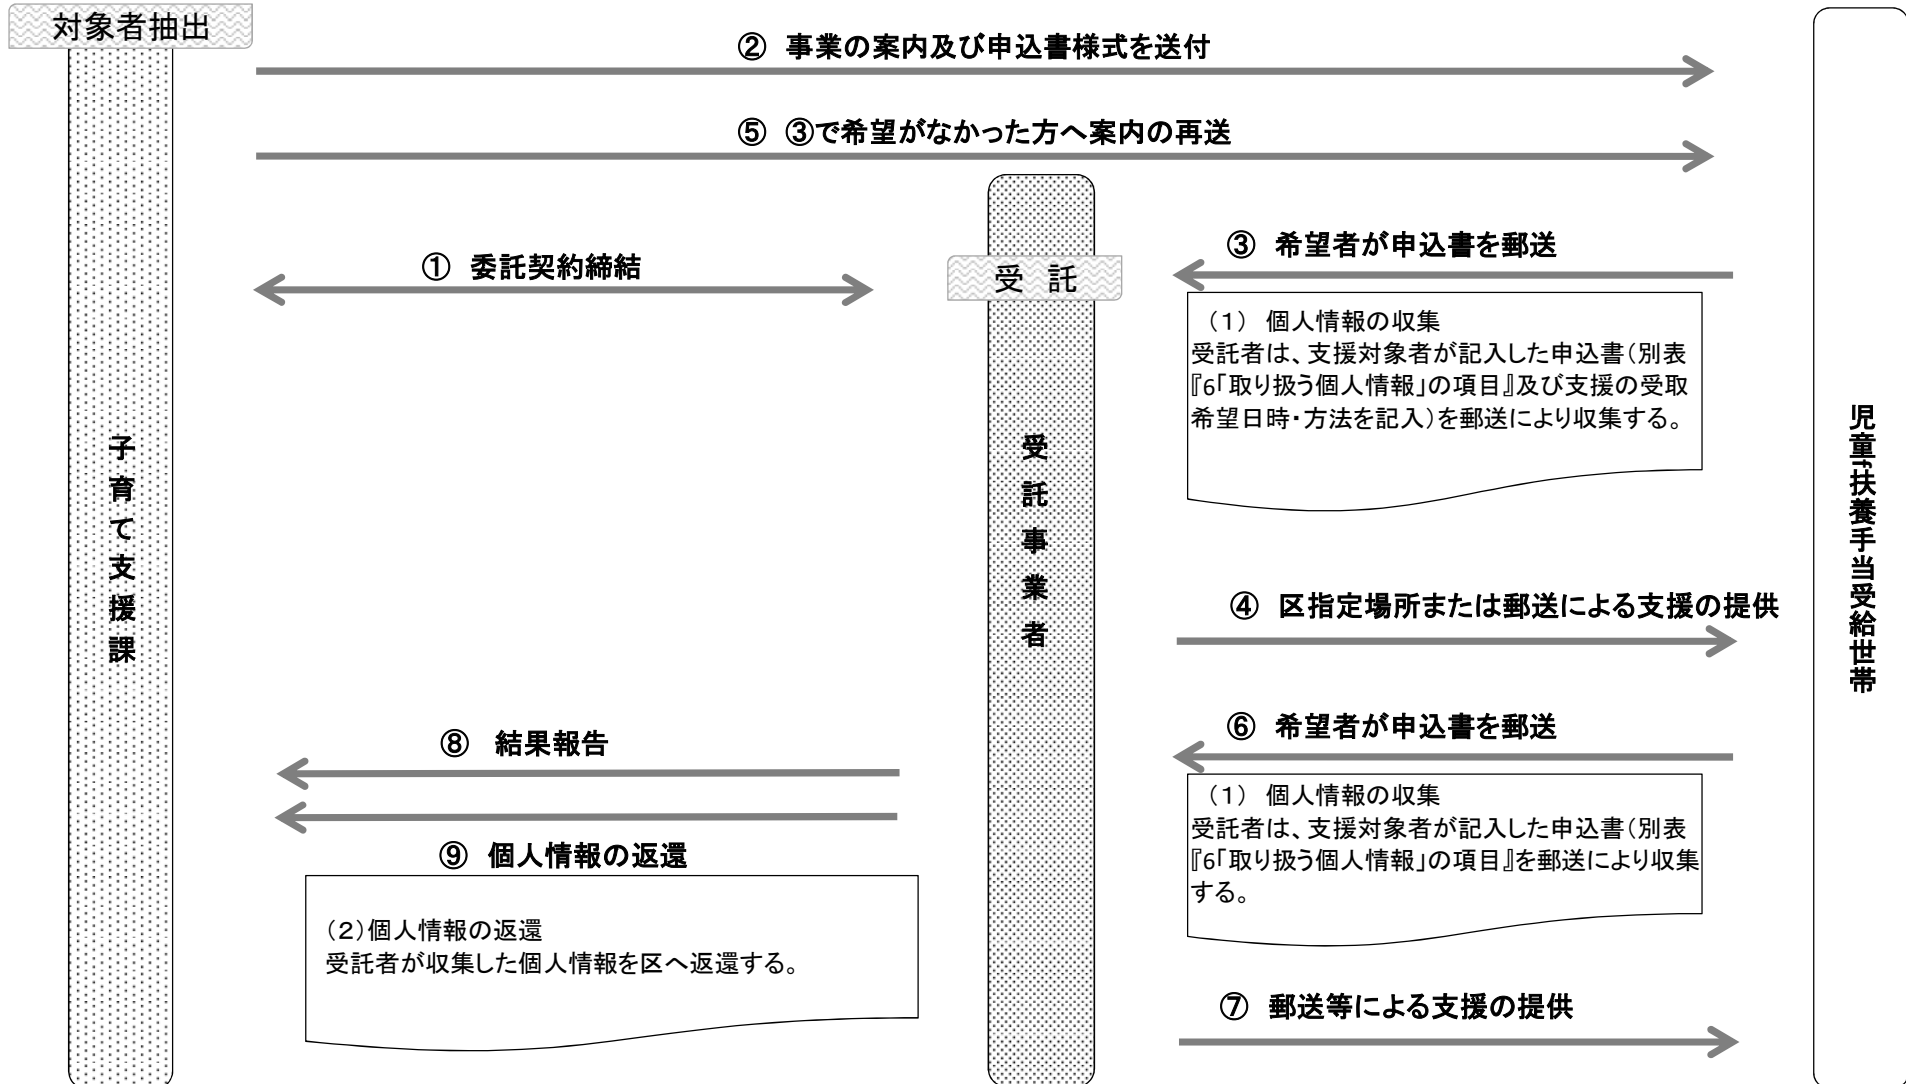 対象者抽出
② 事業の案内及び申込書様式を送付
⑤ ③で希望がなかった方へ案内の再送
① 委託契約締結
受 託
③ 希望者が申込書を郵送
（１） 個人情報の収集
受託者は、支援対象者が記入した申込書（別表
『6「取り扱う個人情報」の項目』及び支援の受取
希望日時・方法を記入）を郵送により収集する。
子育て支援課
受託事業者
児童扶養手当受給世帯
④ 区指定場所または郵送による支援の提供
⑥ 希望者が申込書を郵送
（１） 個人情報の収集
受託者は、支援対象者が記入した申込書（別表
『6「取り扱う個人情報」の項目』を郵送により収集
する。
⑧ 結果報告
⑨ 個人情報の返還
（２）個人情報の返還
受託者が収集した個人情報を区へ返還する。
⑦ 郵送等による支援の提供